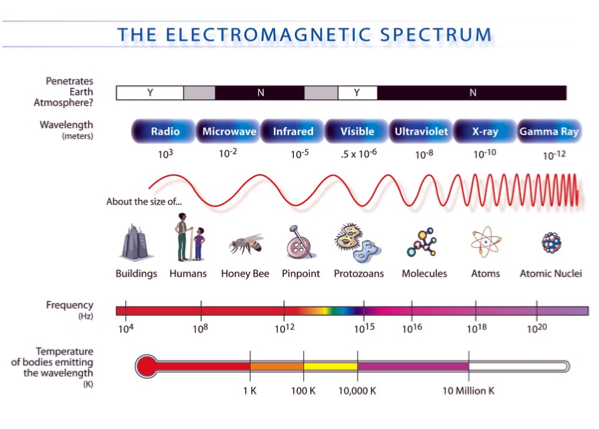 THE ELECTROMAGNETIC SPECTRUM
Penetrates
Earth
Atmosphere?
Y N Y N
Wavelength
(meters)
Radio Microwave Infrared Visible Ultraviolet X-ray Gamma Ray
10³ 10⁻² 10⁻⁵ .5 x 10⁻⁶ 10⁻⁸ 10⁻¹⁰ 10⁻¹²
About the size of...
Buildings Humans Honey Bee Pinpoint Protozoans Molecules Atoms Atomic Nuclei
Frequency
(Hz)
10⁴ 10⁸ 10¹² 10¹⁵ 10¹⁶ 10¹⁸ 10²⁰
Temperature
of bodies emitting
the wavelength
(K)
1 K 100 K 10,000 K 10 Million K